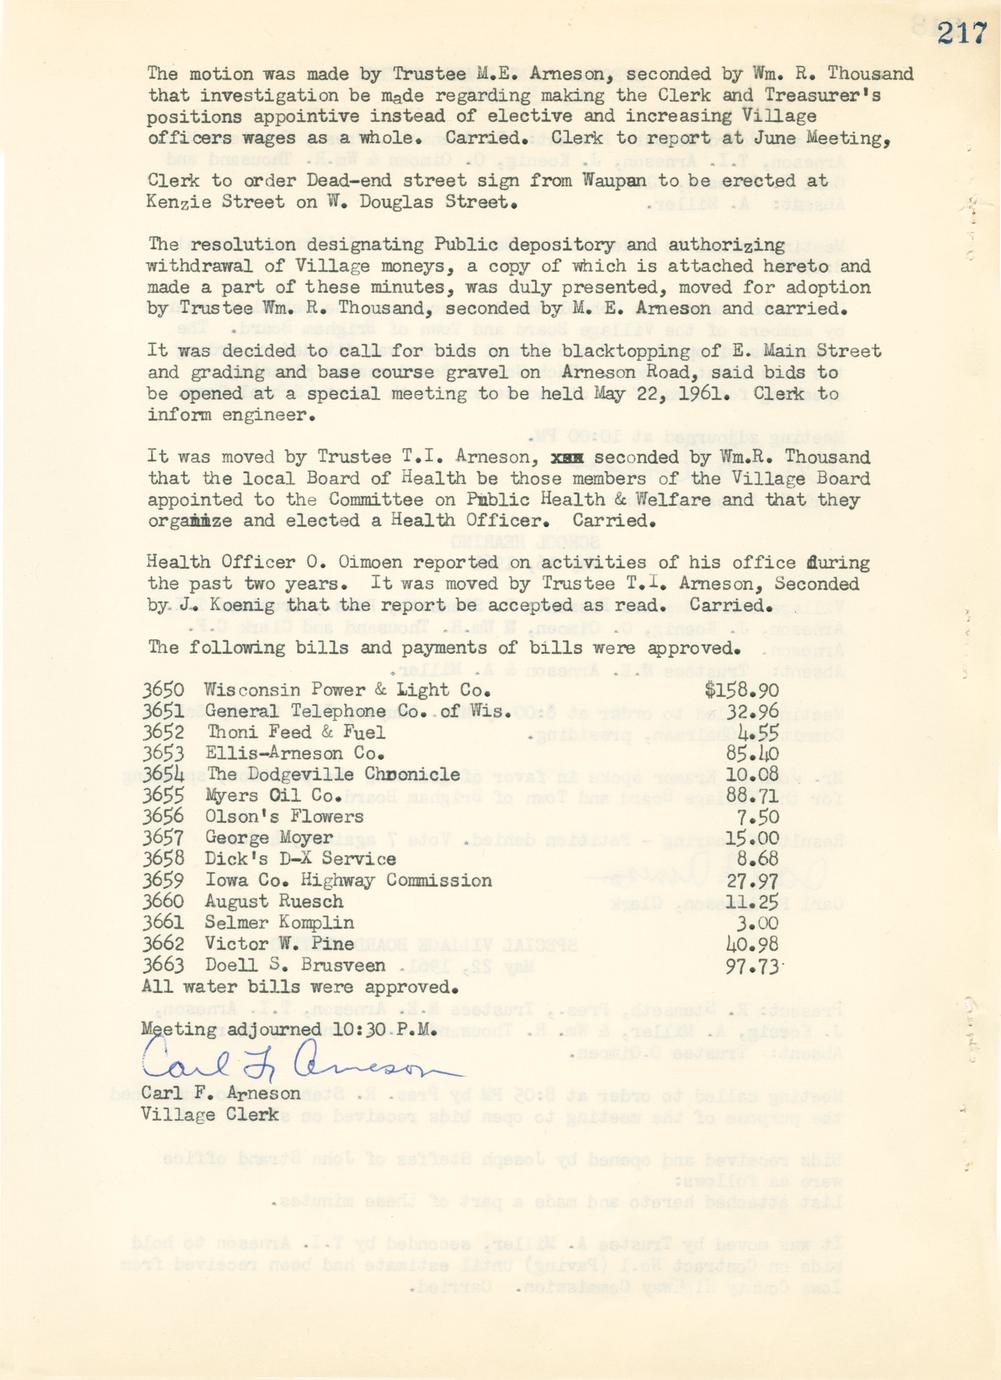 217
The motion was made by Trustee M.E. Arneson, seconded by Wm. R. Thousand
that investigation be made regarding making the Clerk and Treasurer's
positions appointive instead of elective and increasing Village
officers wages as a whole. Carried. Clerk to report at June Meeting,
Clerk to order Dead-end street sign from Waupan to be erected at
Kenzie Street on W. Douglas Street.
The resolution designating Public depository and authorizing
withdrawal of Village moneys, a copy of which is attached hereto and
made a part of these minutes, was duly presented, moved for adoption
by Trustee Wm. R. Thousand, seconded by M. E. Arneson and carried.
It was decided to call for bids on the blacktopping of E. Main Street
and grading and base course gravel on Arneson Road, said bids to
be opened at a special meeting to be held May 22, 1961. Clerk to
inform engineer.
It was moved by Trustee T.I. Arneson, xxx seconded by Wm.R. Thousand
that the local Board of Health be those members of the Village Board
appointed to the Committee on Public Health & Welfare and that they
organize and elected a Health Officer. Carried.
Health Officer O. Oimoen reported on activities of his office during
the past two years. It was moved by Trustee T.I. Arneson, Seconded
by J. Koenig that the report be accepted as read. Carried.
The following bills and payments of bills were approved.
3650 Wisconsin Power & Light Co. $158.90
3651 General Telephone Co. of Wis. 32.96
3652 Thoni Feed & Fuel 4.55
3653 Ellis-Arneson Co. 85.40
3654 The Dodgeville Chronicle 10.08
3655 Myers Oil Co. 88.71
3656 Olson's Flowers 7.50
3657 George Moyer 15.00
3658 Dick's D-X Service 8.68
3659 Iowa Co. Highway Commission 27.97
3660 August Ruesch 11.25
3661 Selmer Komplin 3.00
3662 Victor W. Pine 40.98
3663 Doell S. Brusveen 97.73
All water bills were approved.
Meeting adjourned 10:30 P.M.
Carl F. Arneson
Carl F. Arneson
Village Clerk